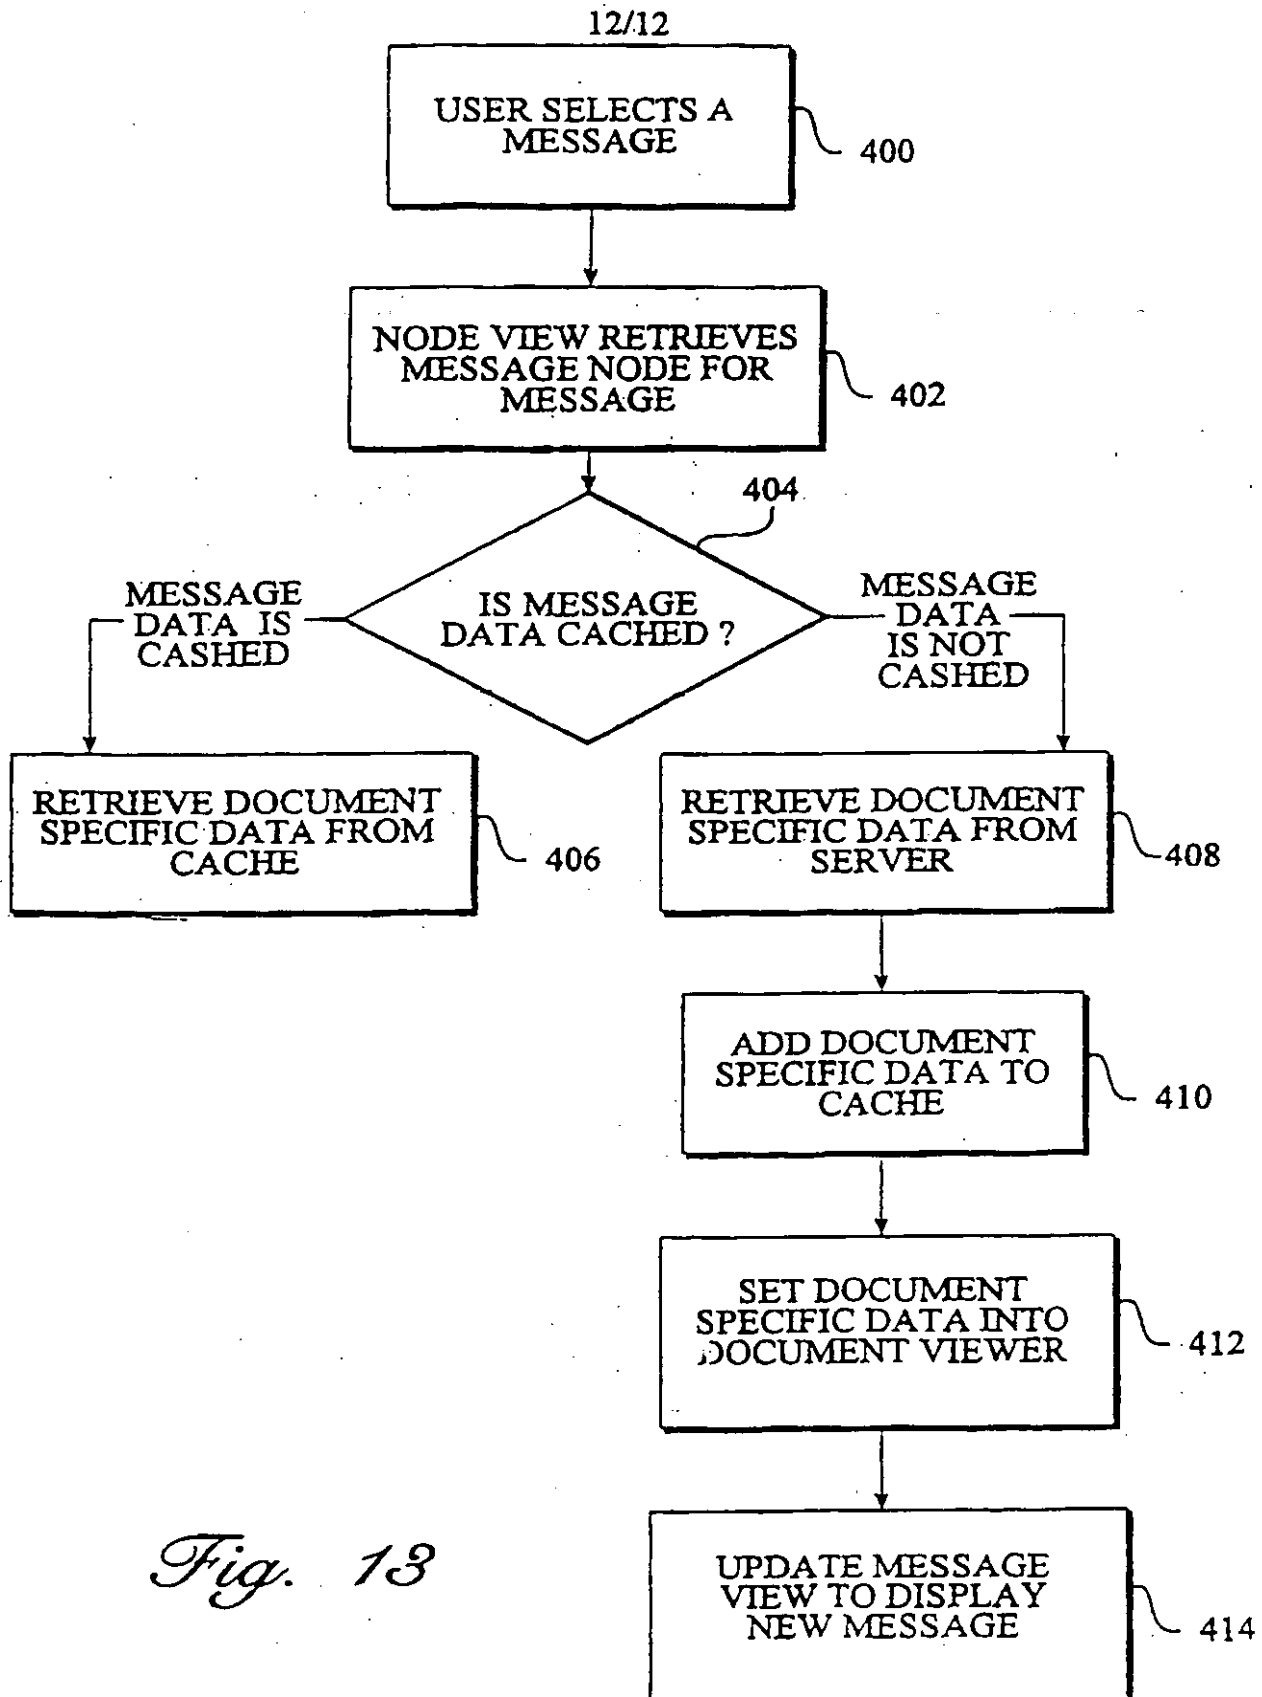 12/12
USER SELECTS A
MESSAGE
400
NODE VIEW RETRIEVES
MESSAGE NODE FOR
MESSAGE
402
404
IS MESSAGE
DATA CACHED ?
MESSAGE
DATA IS
CASHED
MESSAGE
DATA
IS NOT
CASHED
RETRIEVE DOCUMENT
SPECIFIC DATA FROM
CACHE
406
RETRIEVE DOCUMENT
SPECIFIC DATA FROM
SERVER
408
ADD DOCUMENT
SPECIFIC DATA TO
CACHE
410
SET DOCUMENT
SPECIFIC DATA INTO
DOCUMENT VIEWER
412
UPDATE MESSAGE
VIEW TO DISPLAY
NEW MESSAGE
414
Fig. 13